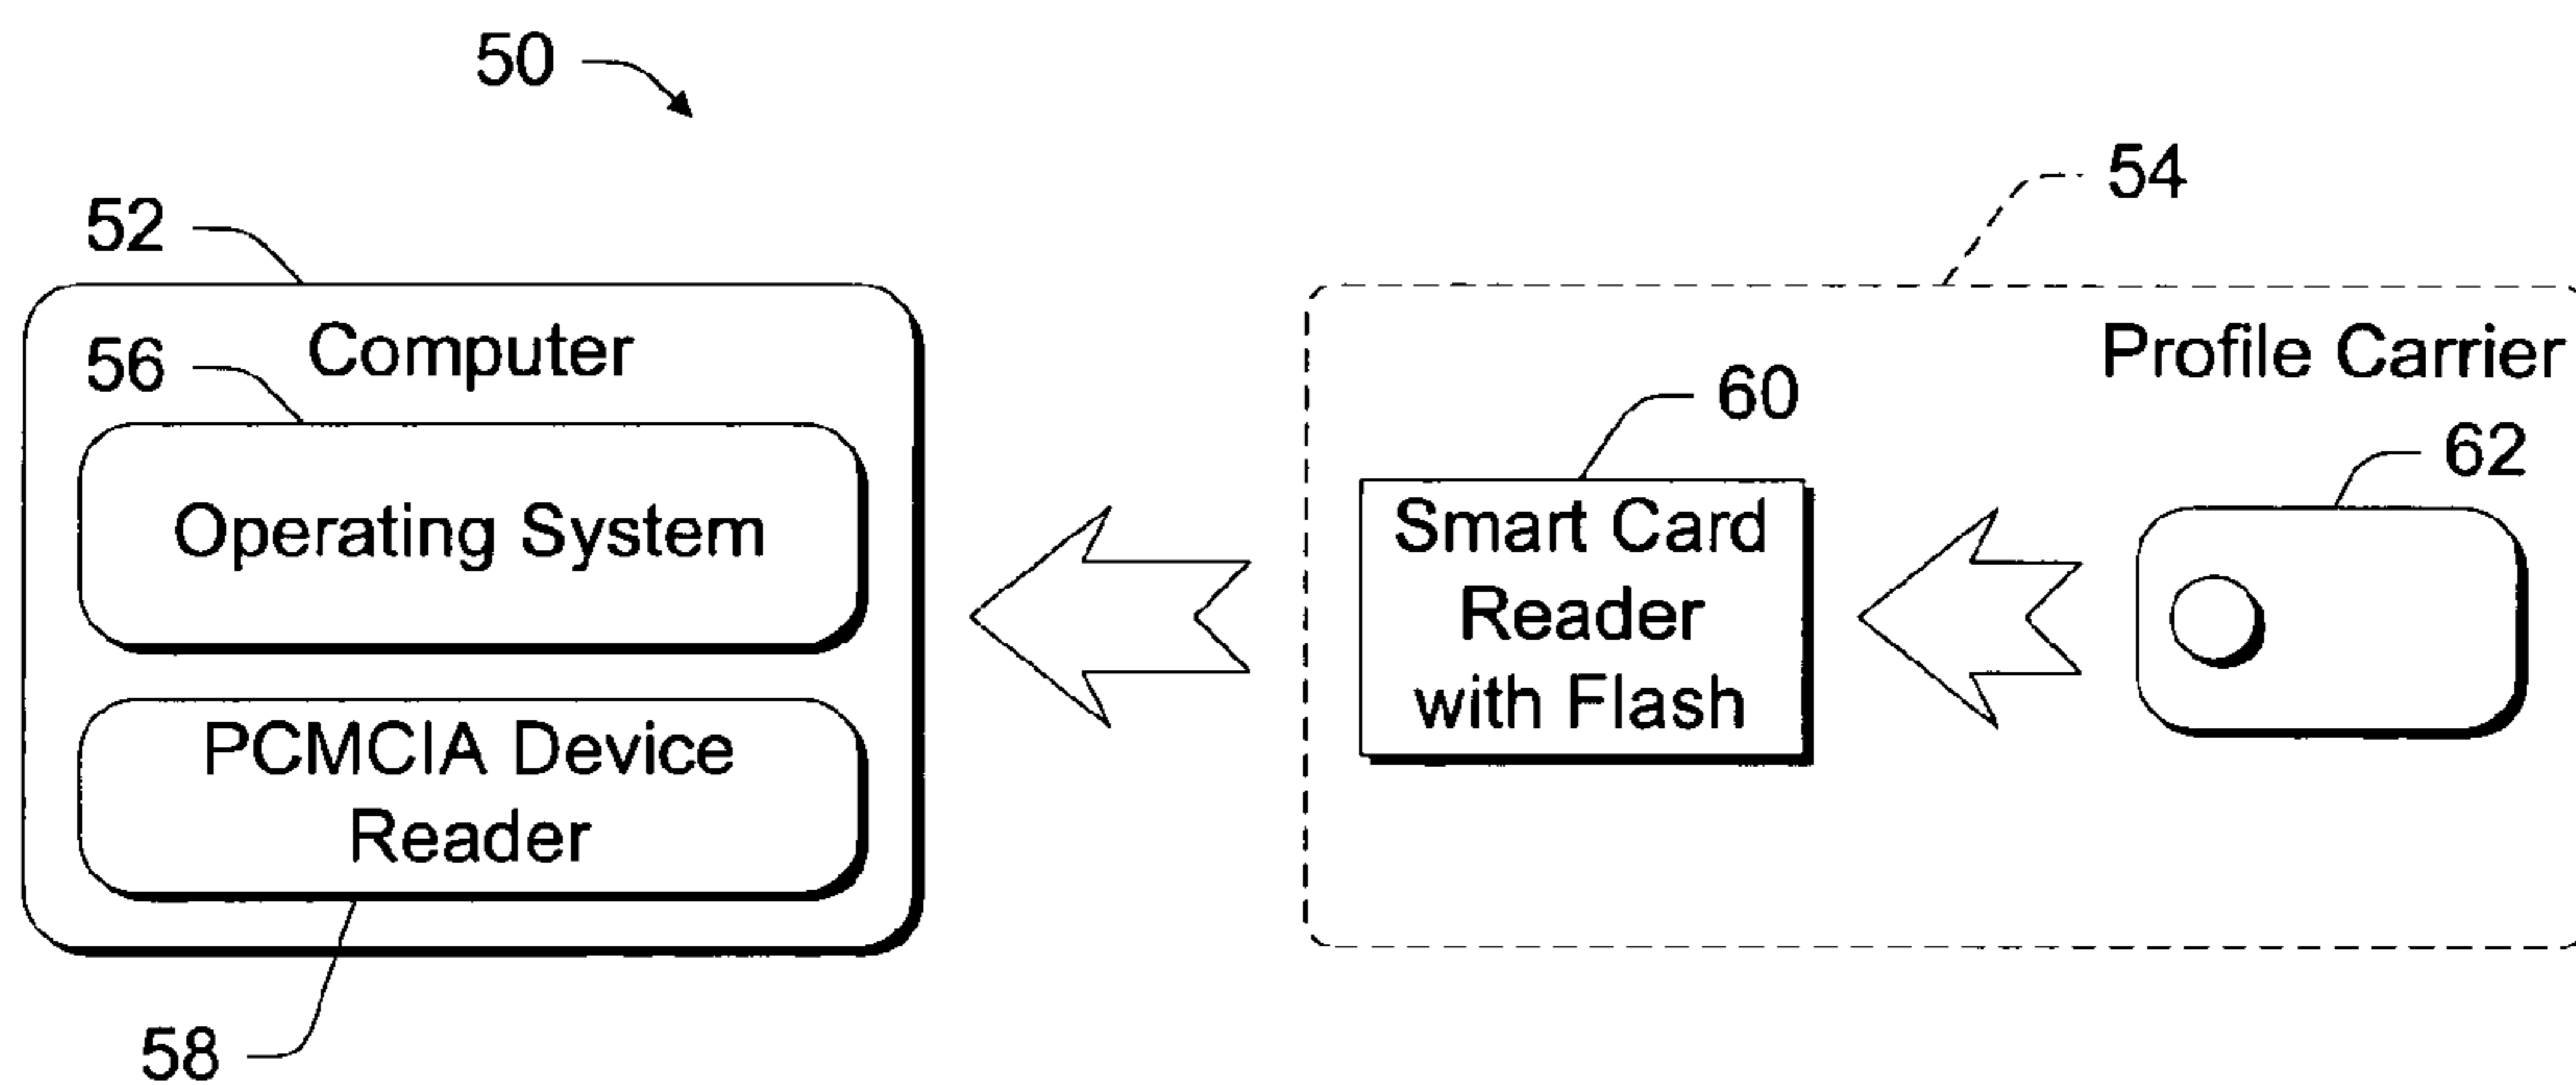 50
54
52
Computer
56
Profile Carrier
60
62
Operating System
Smart Card
Reader
with Flash
PCMCIA Device
Reader
58